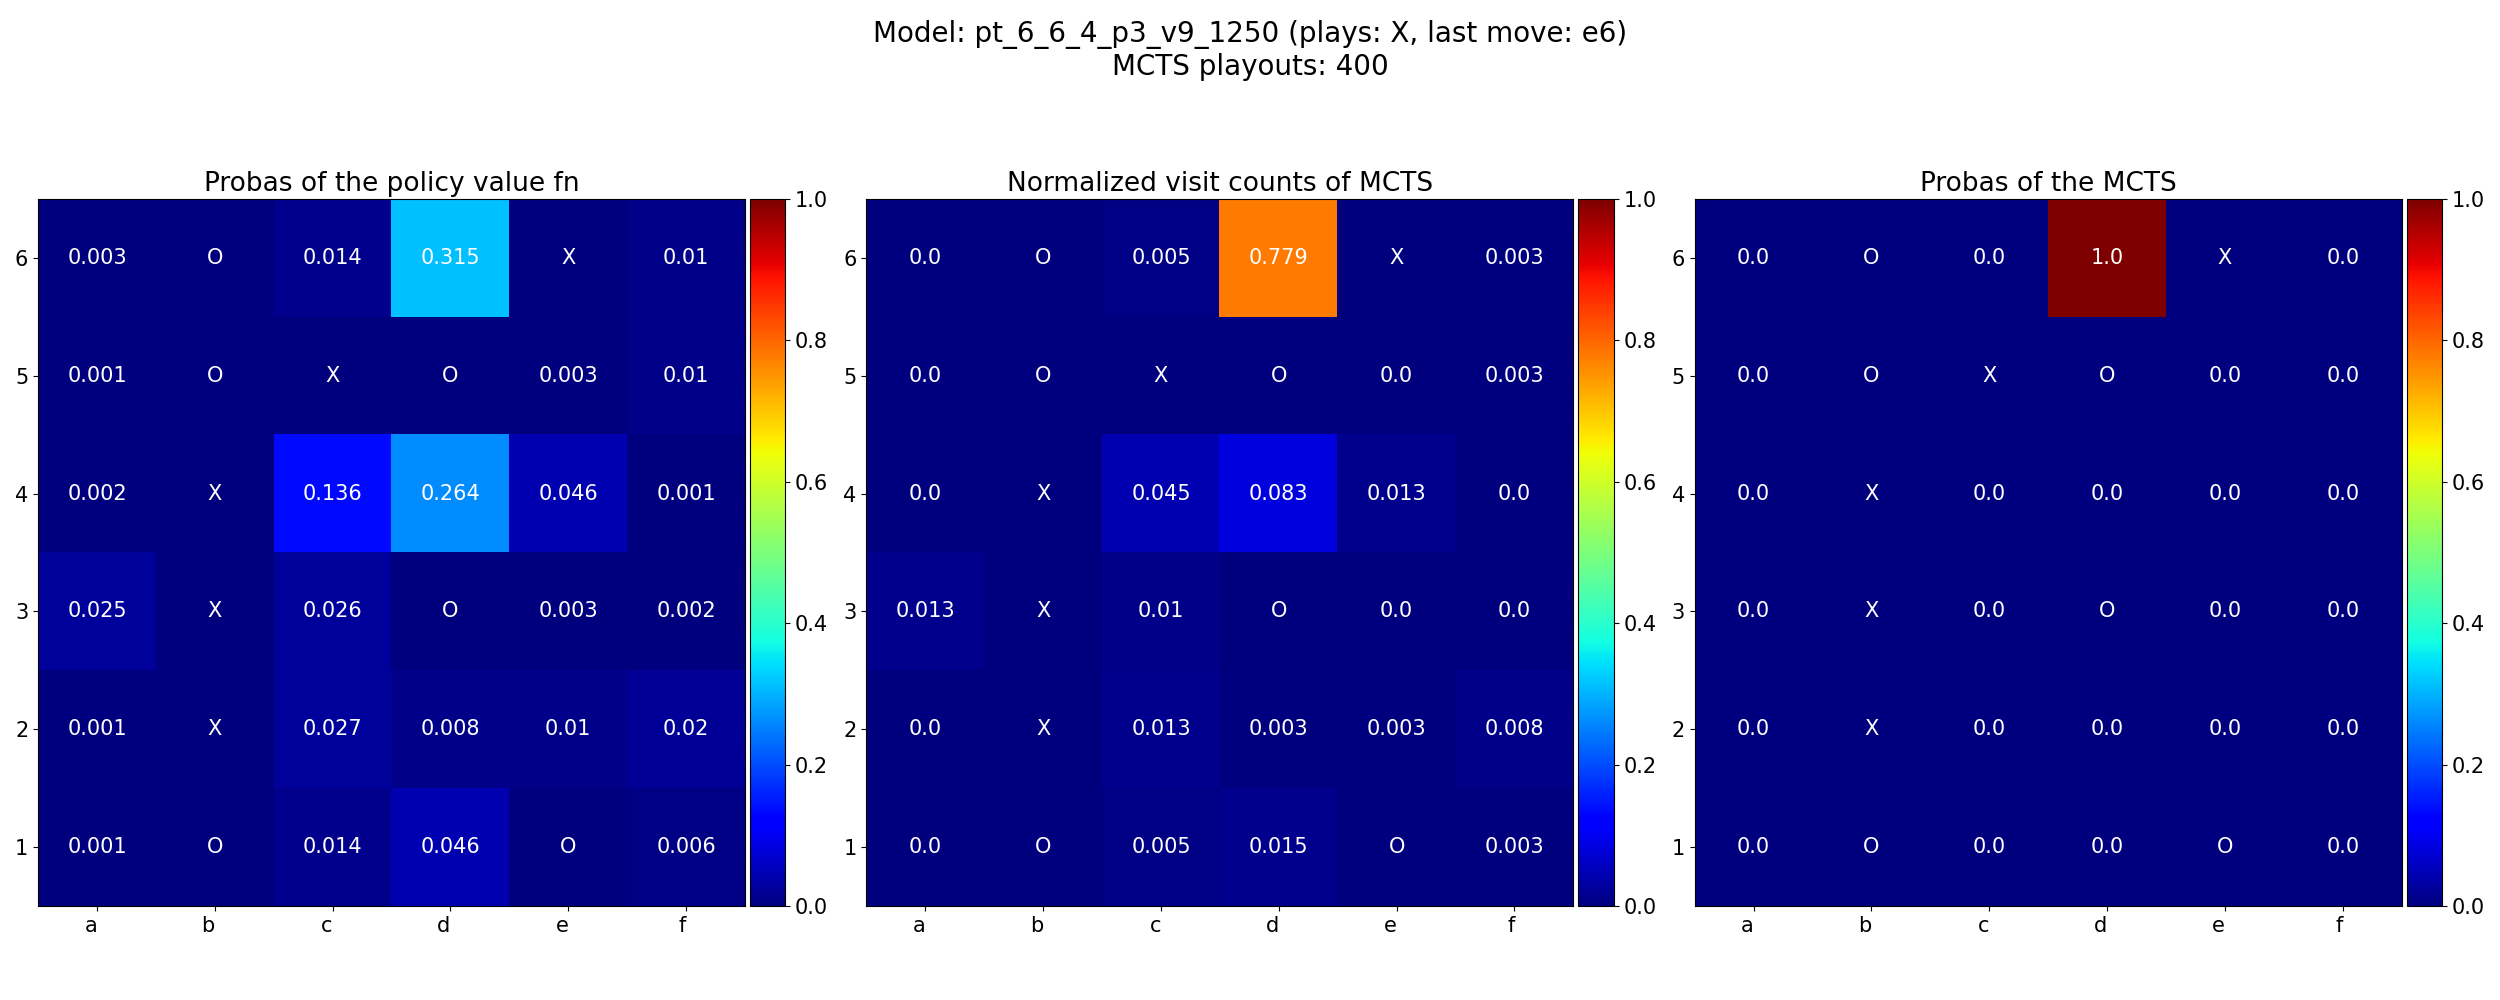 Model: pt_6_6_4_p3_v9_1250 (plays: X, last move: e6)
MCTS playouts: 400
Probas of the policy value fn
Normalized visit counts of MCTS
Probas of the MCTS
6 0.003 O 0.014 0.315 X 0.01
5 0.001 O X O 0.003 0.01
4 0.002 X 0.136 0.264 0.046 0.001
3 0.025 X 0.026 O 0.003 0.002
2 0.001 X 0.027 0.008 0.01 0.02
1 0.001 O 0.014 0.046 O 0.006
a b c d e f
1.0
0.8
0.6
0.4
0.2
0.0
6 0.0 O 0.005 0.779 X 0.003
5 0.0 O X O 0.0 0.003
4 0.0 X 0.045 0.083 0.013 0.0
3 0.013 X 0.01 O 0.0 0.0
2 0.0 X 0.013 0.003 0.003 0.008
1 0.0 O 0.005 0.015 O 0.003
a b c d e f
1.0
0.8
0.6
0.4
0.2
0.0
6 0.0 O 0.0 1.0 X 0.0
5 0.0 O X O 0.0 0.0
4 0.0 X 0.0 0.0 0.0 0.0
3 0.0 X 0.0 O 0.0 0.0
2 0.0 X 0.0 0.0 0.0 0.0
1 0.0 O 0.0 0.0 O 0.0
a b c d e f
1.0
0.8
0.6
0.4
0.2
0.0